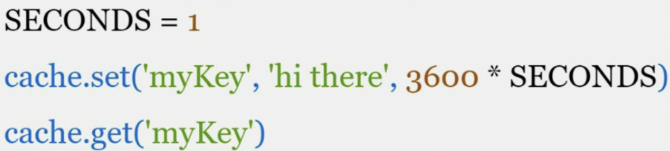 SECONDS = 1
cache.set('myKey', 'hi there', 3600 * SECONDS)
cache.get('myKey')